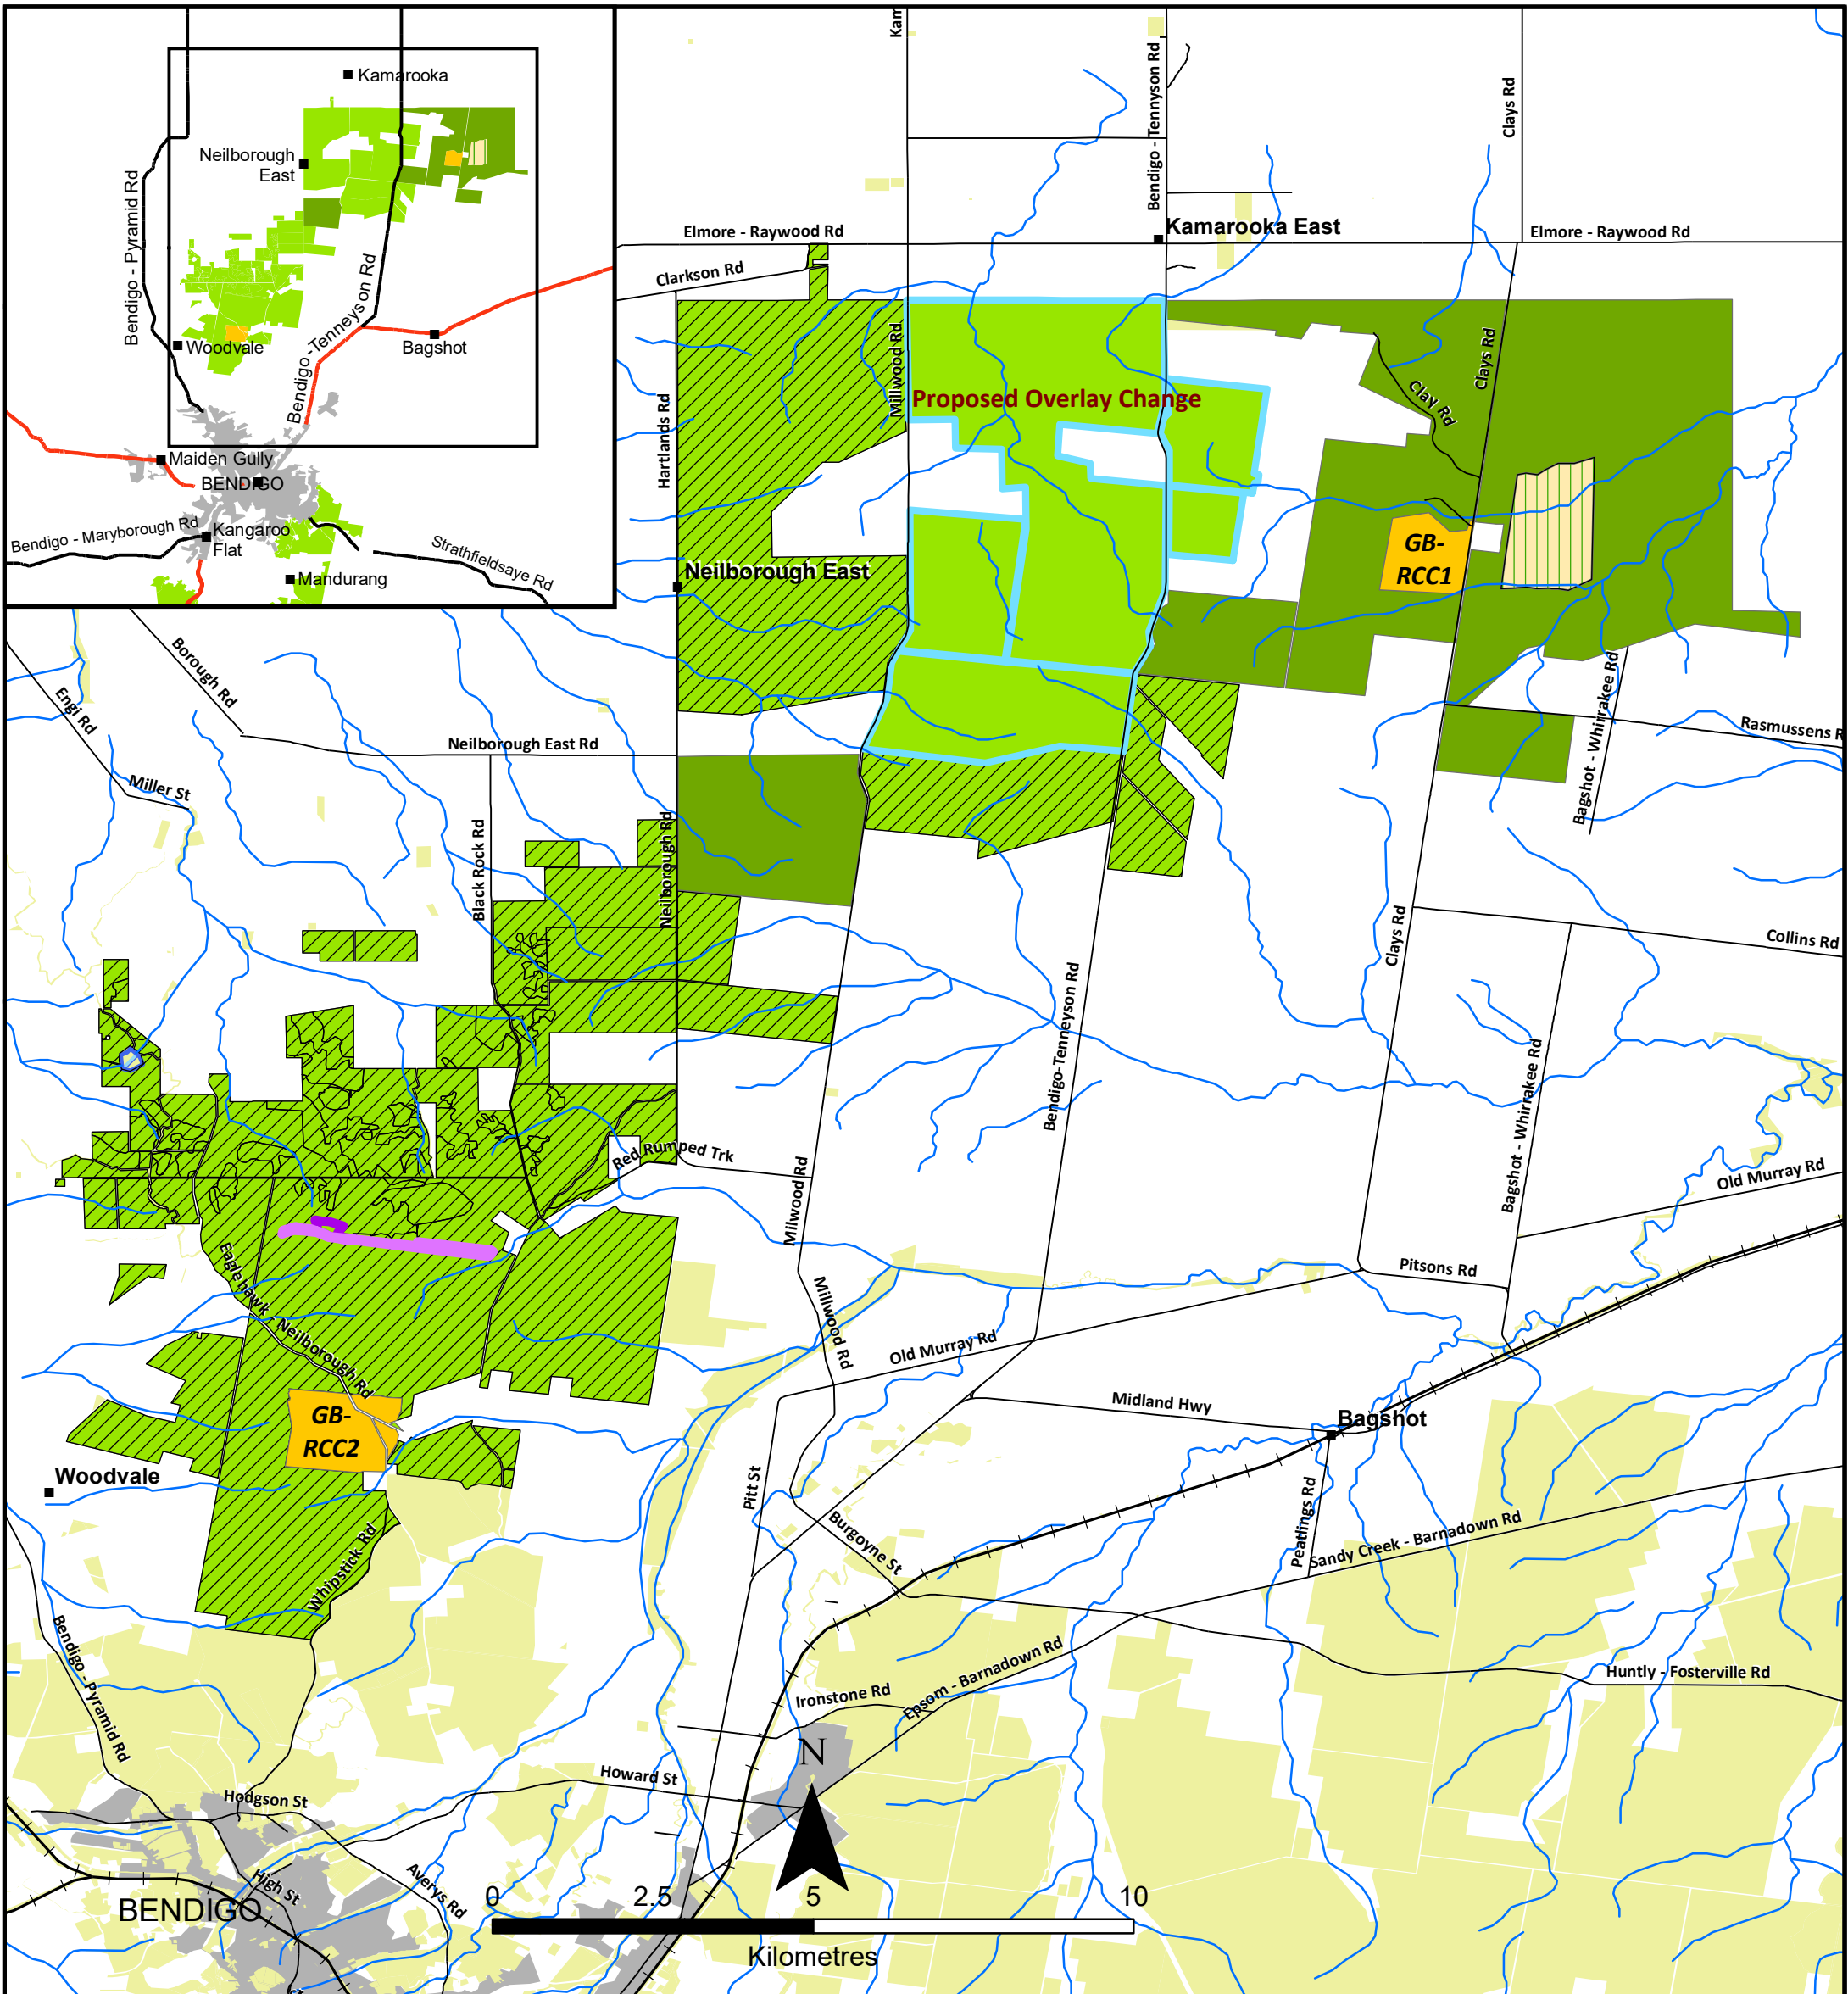 Kamarooka
Neilborough
East
Bendigo - Pyramid Rd
Woodvale
Bendigo -Tenneyson Rd
Bagshot
Maiden Gully
BENDIGO
Bendigo - Maryborough Rd
Kangaroo
Flat
Strathfieldsaye Rd
Mandurang
Kam
Bendigo - Tennyson Rd
Clays Rd
Kamarooka East
Elmore - Raywood Rd
Elmore - Raywood Rd
Clarkson Rd
Millwood Rd
Hartlands Rd
Proposed Overlay Change
Clay Rd
Clays Rd
GB-
RCC1
Neilborough East
Borough Rd
Engi Rd
Bagshot - Whirrakee Rd
Rasmussens R
Neilborough East Rd
Miller St
Black Rock Rd
Neilborough Rd
Clays Rd
Collins Rd
Bendigo-Tenneyson Rd
Bagshot - Whirrakee Rd
Red Rumped Trk
Milwood Rd
Old Murray Rd
Pitsons Rd
Eaglehawk - Neilborough Rd
Millwood Rd
Old Murray Rd
Midland Hwy
Bagshot
GB-
RCC2
Woodvale
Pitt St
Burgoyne St
Peatlings Rd
Sandy Creek - Barnadown Rd
Whipstick Rd
Bendigo - Pyramid Rd
Epsom - Barnadown Rd
Huntly - Fosterville Rd
Ironstone Rd
N
Howard St
Hodgson St
High St
Averys Rd
BENDIGO
0 2.5 5 10
Kilometres